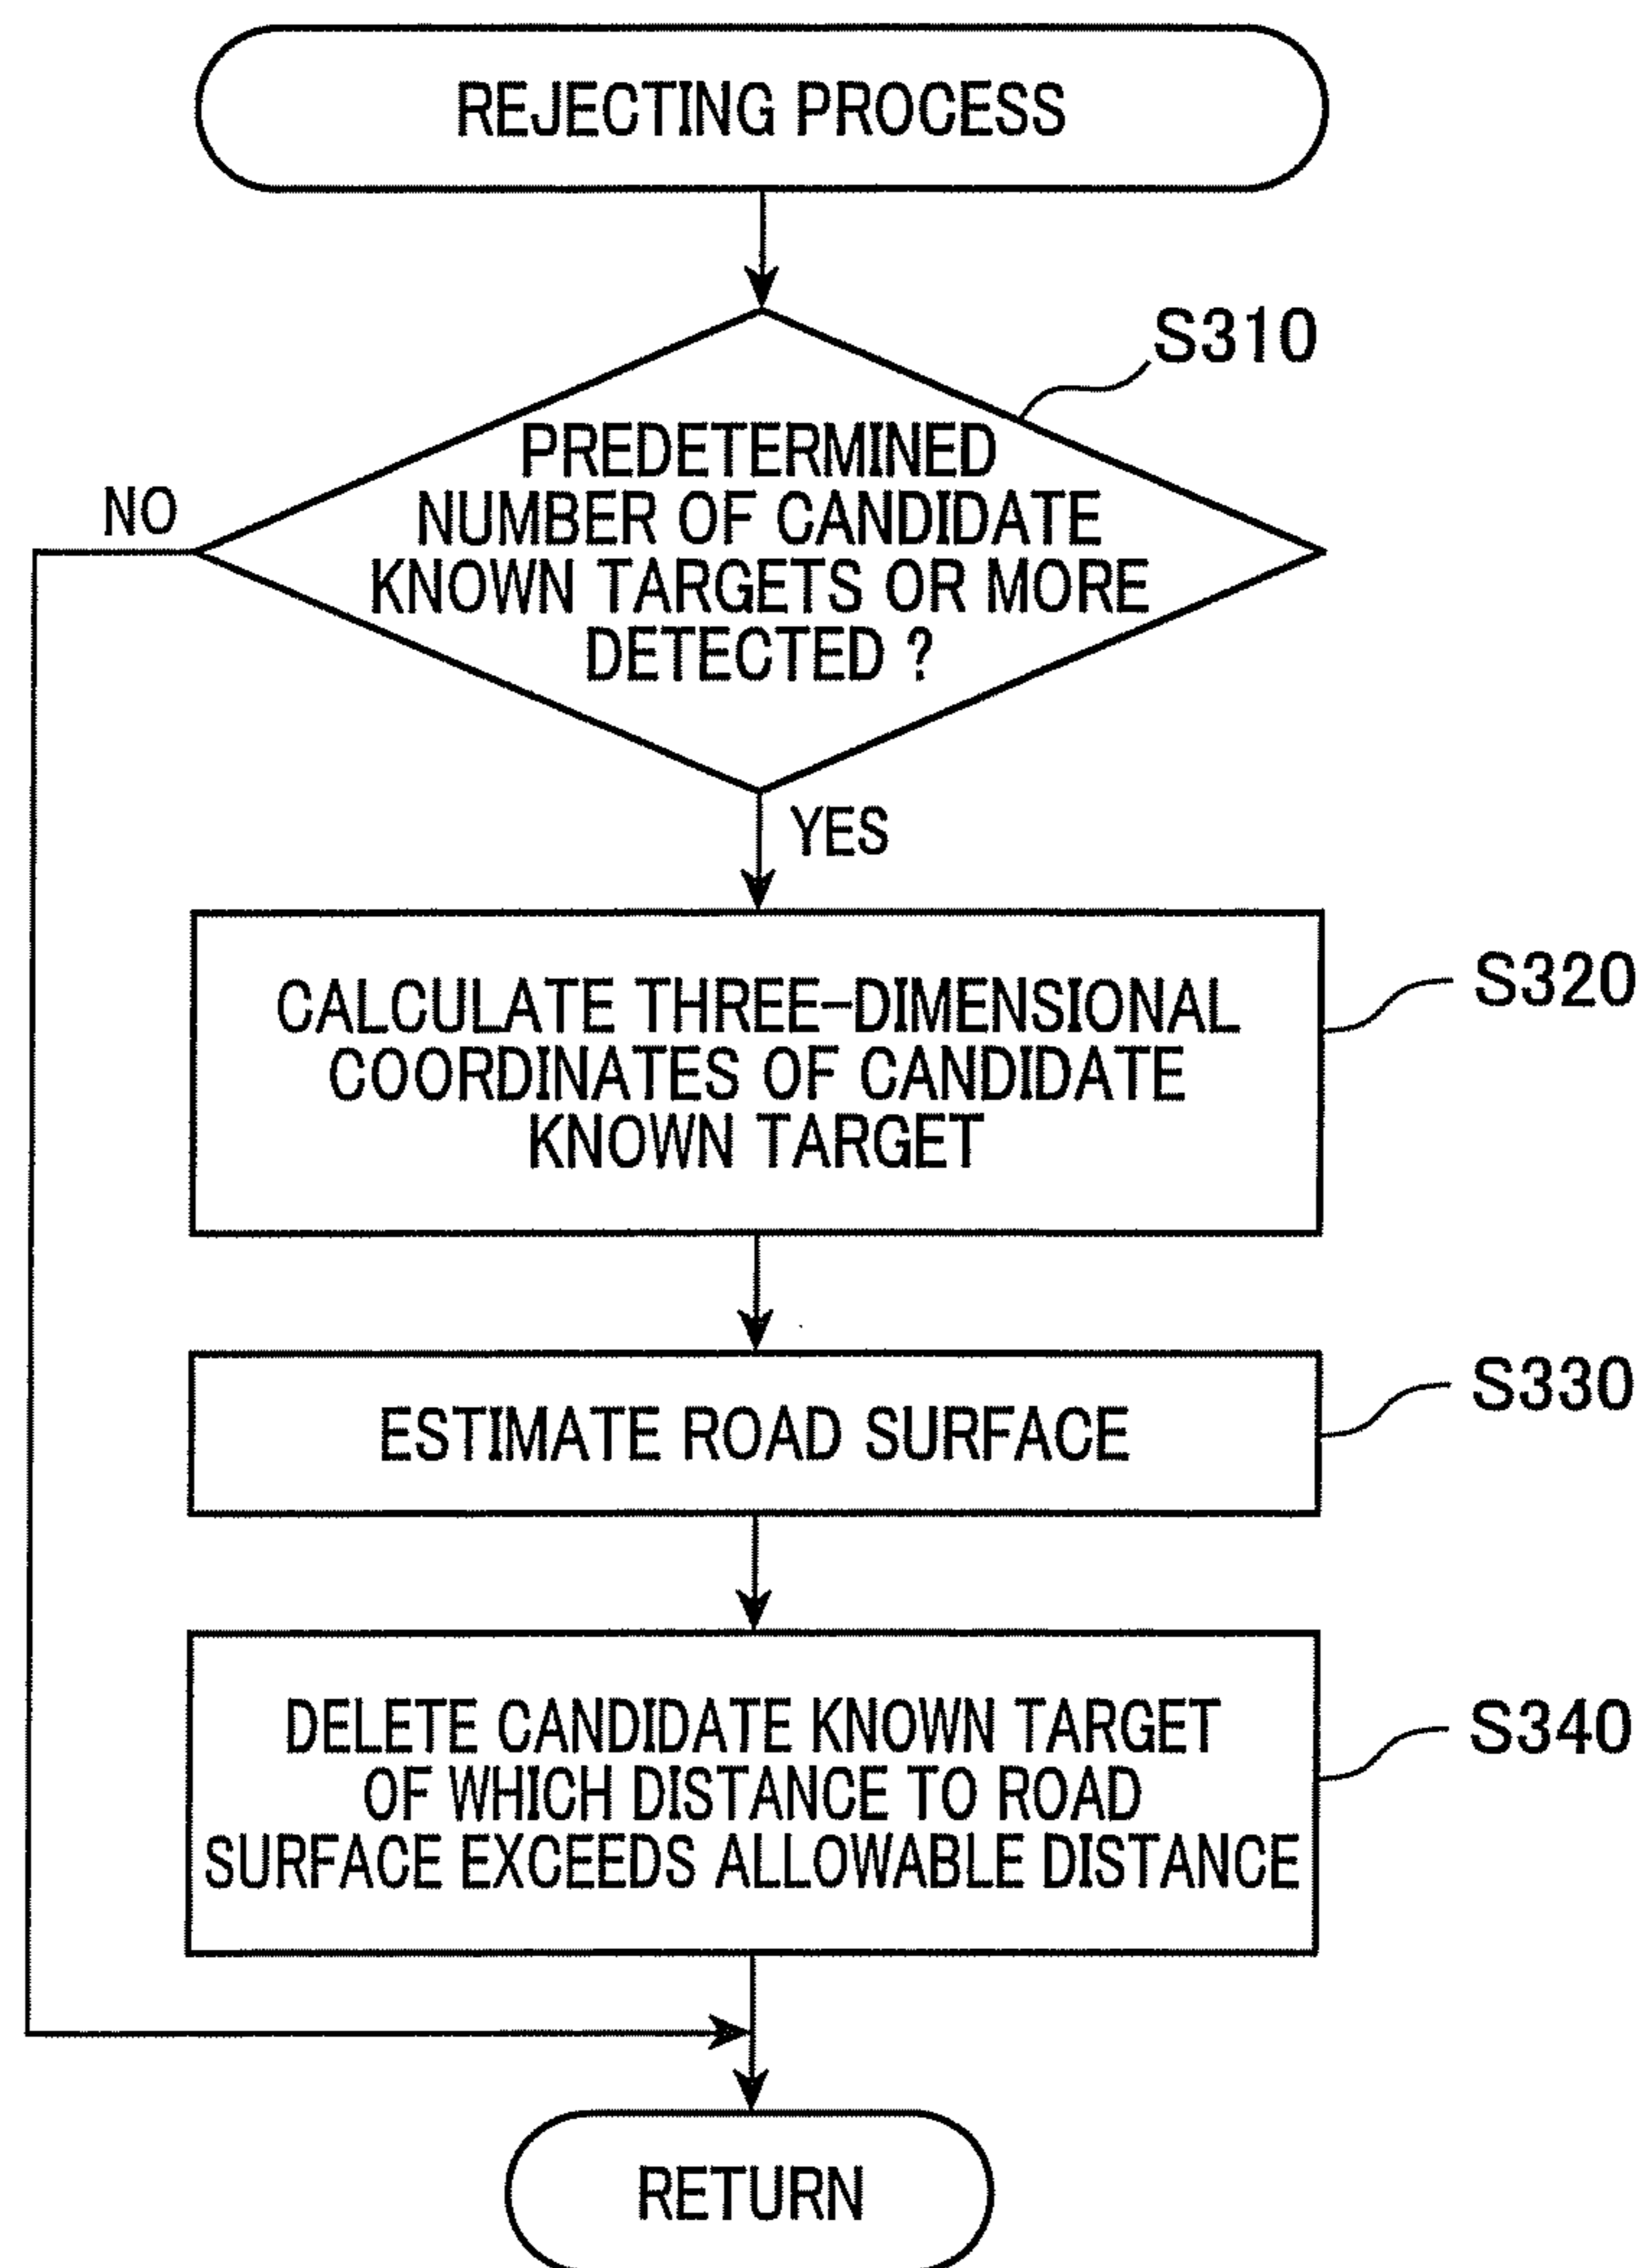 REJECTING PROCESS
S310
PREDETERMINED
NUMBER OF CANDIDATE
KNOWN TARGETS OR MORE
DETECTED ?
NO
YES
CALCULATE THREE-DIMENSIONAL
COORDINATES OF CANDIDATE
KNOWN TARGET
S320
ESTIMATE ROAD SURFACE
S330
DELETE CANDIDATE KNOWN TARGET
OF WHICH DISTANCE TO ROAD
SURFACE EXCEEDS ALLOWABLE DISTANCE
S340
RETURN